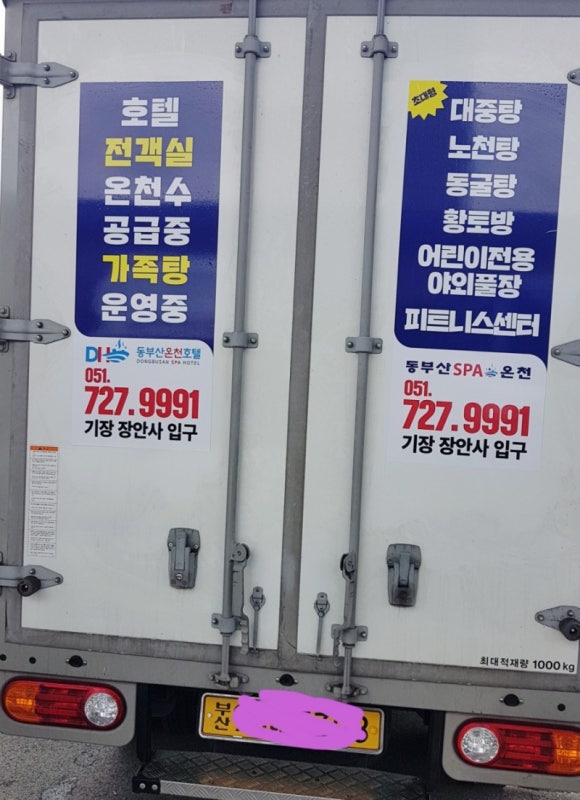 호텔
전객실
온천수
공급중
가족탕
운영중
DH 동부산온천호텔
DONGBUSAN SPA HOTEL
051.
727.9991
기장 장안사 입구
초대형
대중탕
노천탕
동굴탕
황토방
어린이전용
야외풀장
피트니스센터
동부산 SPA 온천
051.
727.9991
기장 장안사 입구
최대적재량 1000kg
부
산